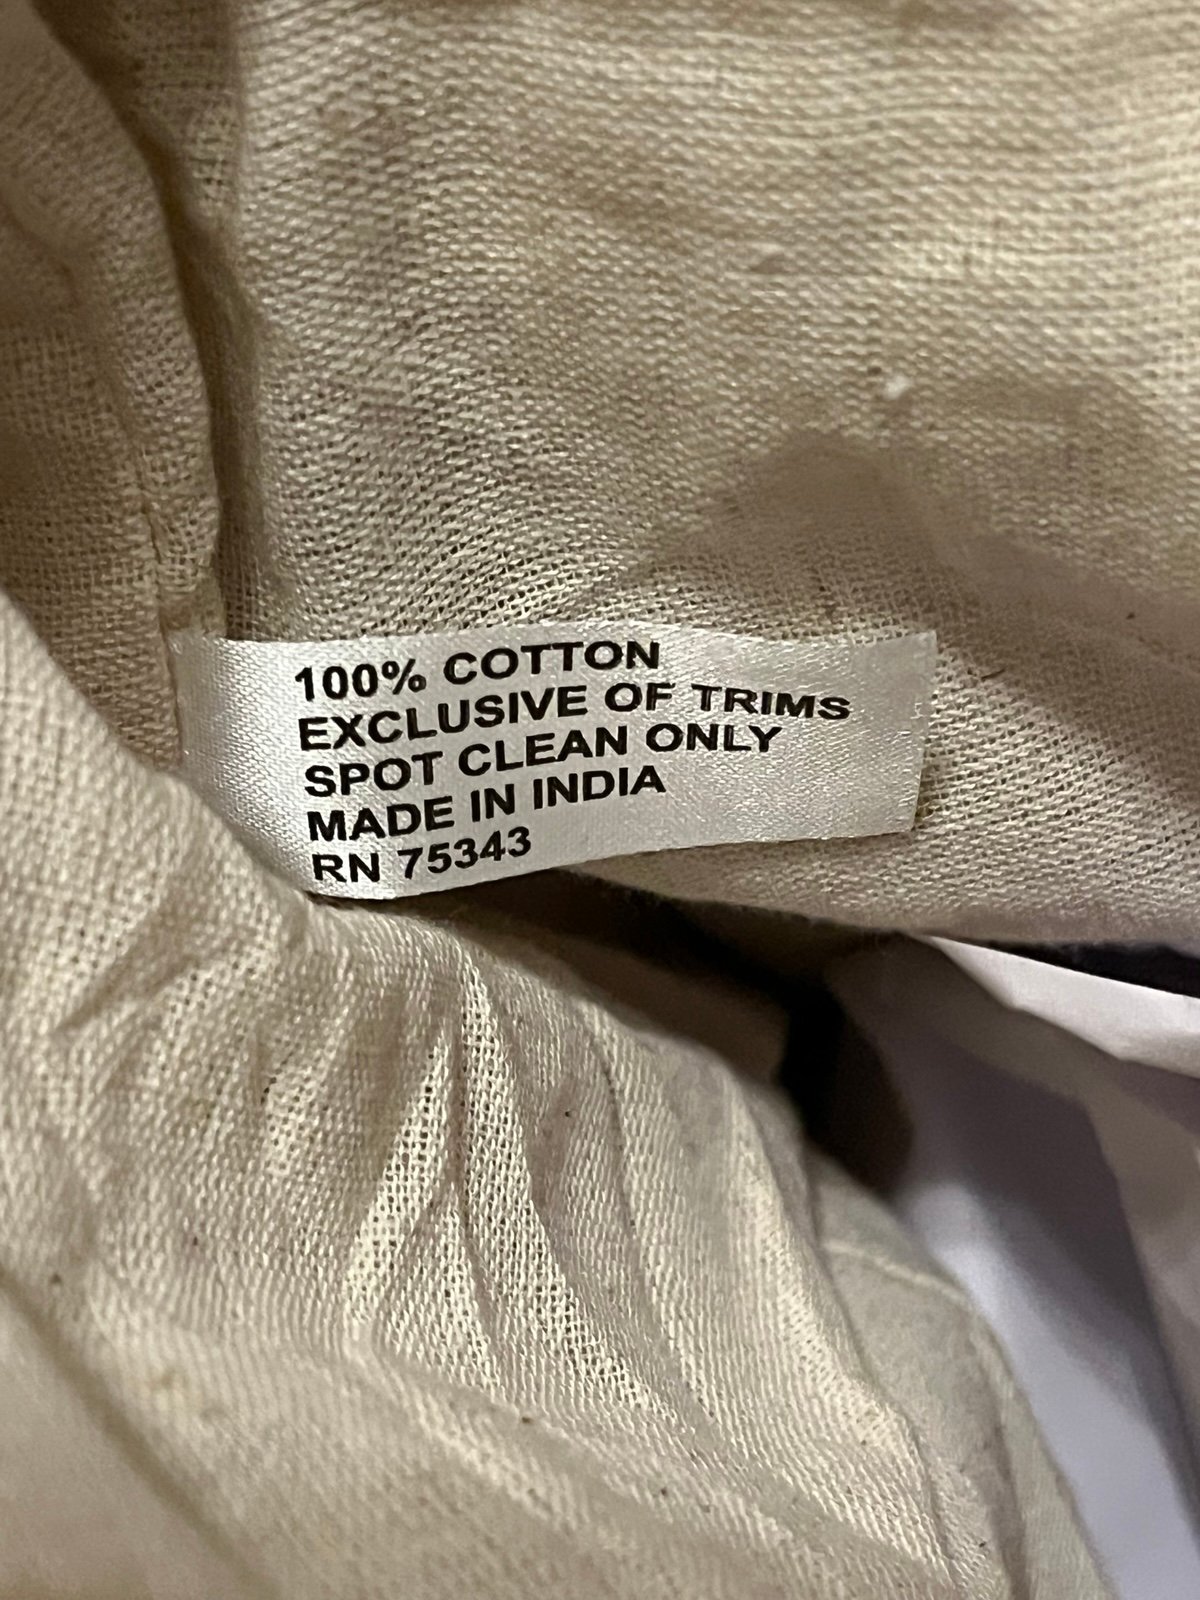 100% COTTON
EXCLUSIVE OF TRIMS
SPOT CLEAN ONLY
MADE IN INDIA
RN 75343